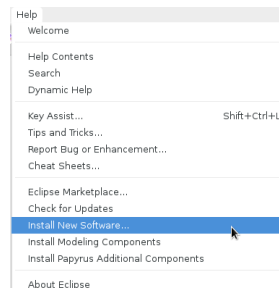 Help
Welcome
Help Contents
Search
Dynamic Help
Key Assist... Shift+Ctrl+L
Tips and Tricks...
Report Bug or Enhancement...
Cheat Sheets...
Eclipse Marketplace...
Check for Updates
Install New Software...
Install Modeling Components
Install Papyrus Additional Components
About Eclipse